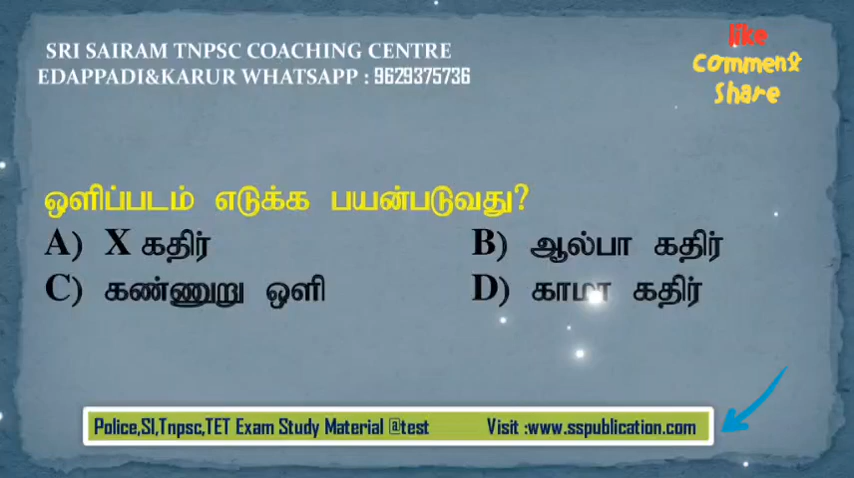 SRI SAIRAM TNPSC COACHING CENTRE
EDAPPADI&KARUR WHATSAPP : 9629375736
like
comment
share
ஒளிப்படம் எடுக்க பயன்படுவது?
A) X கதிர் B) ஆல்பா கதிர்
C) கண்ணுறு ஒளி D) காமா கதிர்
Police,SI,Tnpsc,TET Exam Study Material @test Visit :www.sspublication.com